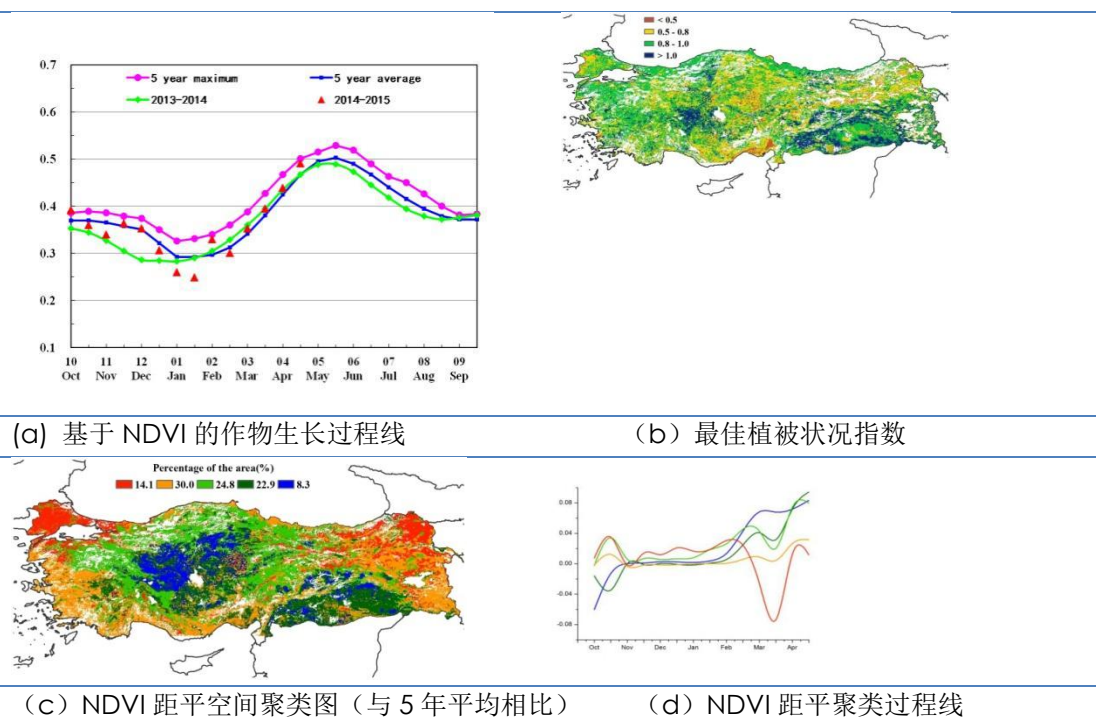 0.7
0.6
0.5
0.4
0.3
0.2
0.1
5 year maximum
5 year average
2013-2014
2014-2015
10 11 12 01 02 03 04 05 06 07 08 09
Oct Nov Dec Jan Feb Mar Apr May Jun Jul Aug Sep
< 0.5
0.5 - 0.8
0.8 - 1.0
> 1.0
(a) 基于 NDVI 的作物生长过程线
（b）最佳植被状况指数
Percentage of the area(%)
14.1 30.0 24.8 22.9 8.3
0.08
0.04
0.00
-0.04
-0.08
Oct Nov Dec Jan Feb Mar Apr
（c）NDVI 距平空间聚类图（与 5 年平均相比）
（d）NDVI 距平聚类过程线